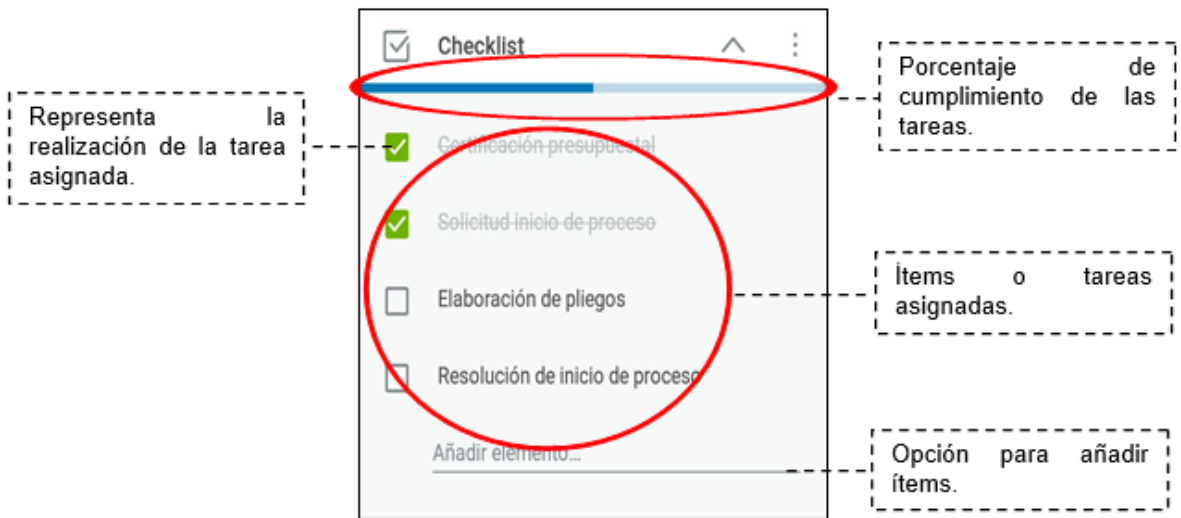 Checklist
Porcentaje de
cumplimiento de las
tareas.
Representa la
realización de la tarea
asignada.
Certificación presupuestal
Solicitud inicio de proceso
Elaboración de pliegos
Resolución de inicio de proceso
Ítems o tareas
asignadas.
Añadir elemento...
Opción para añadir
ítems.